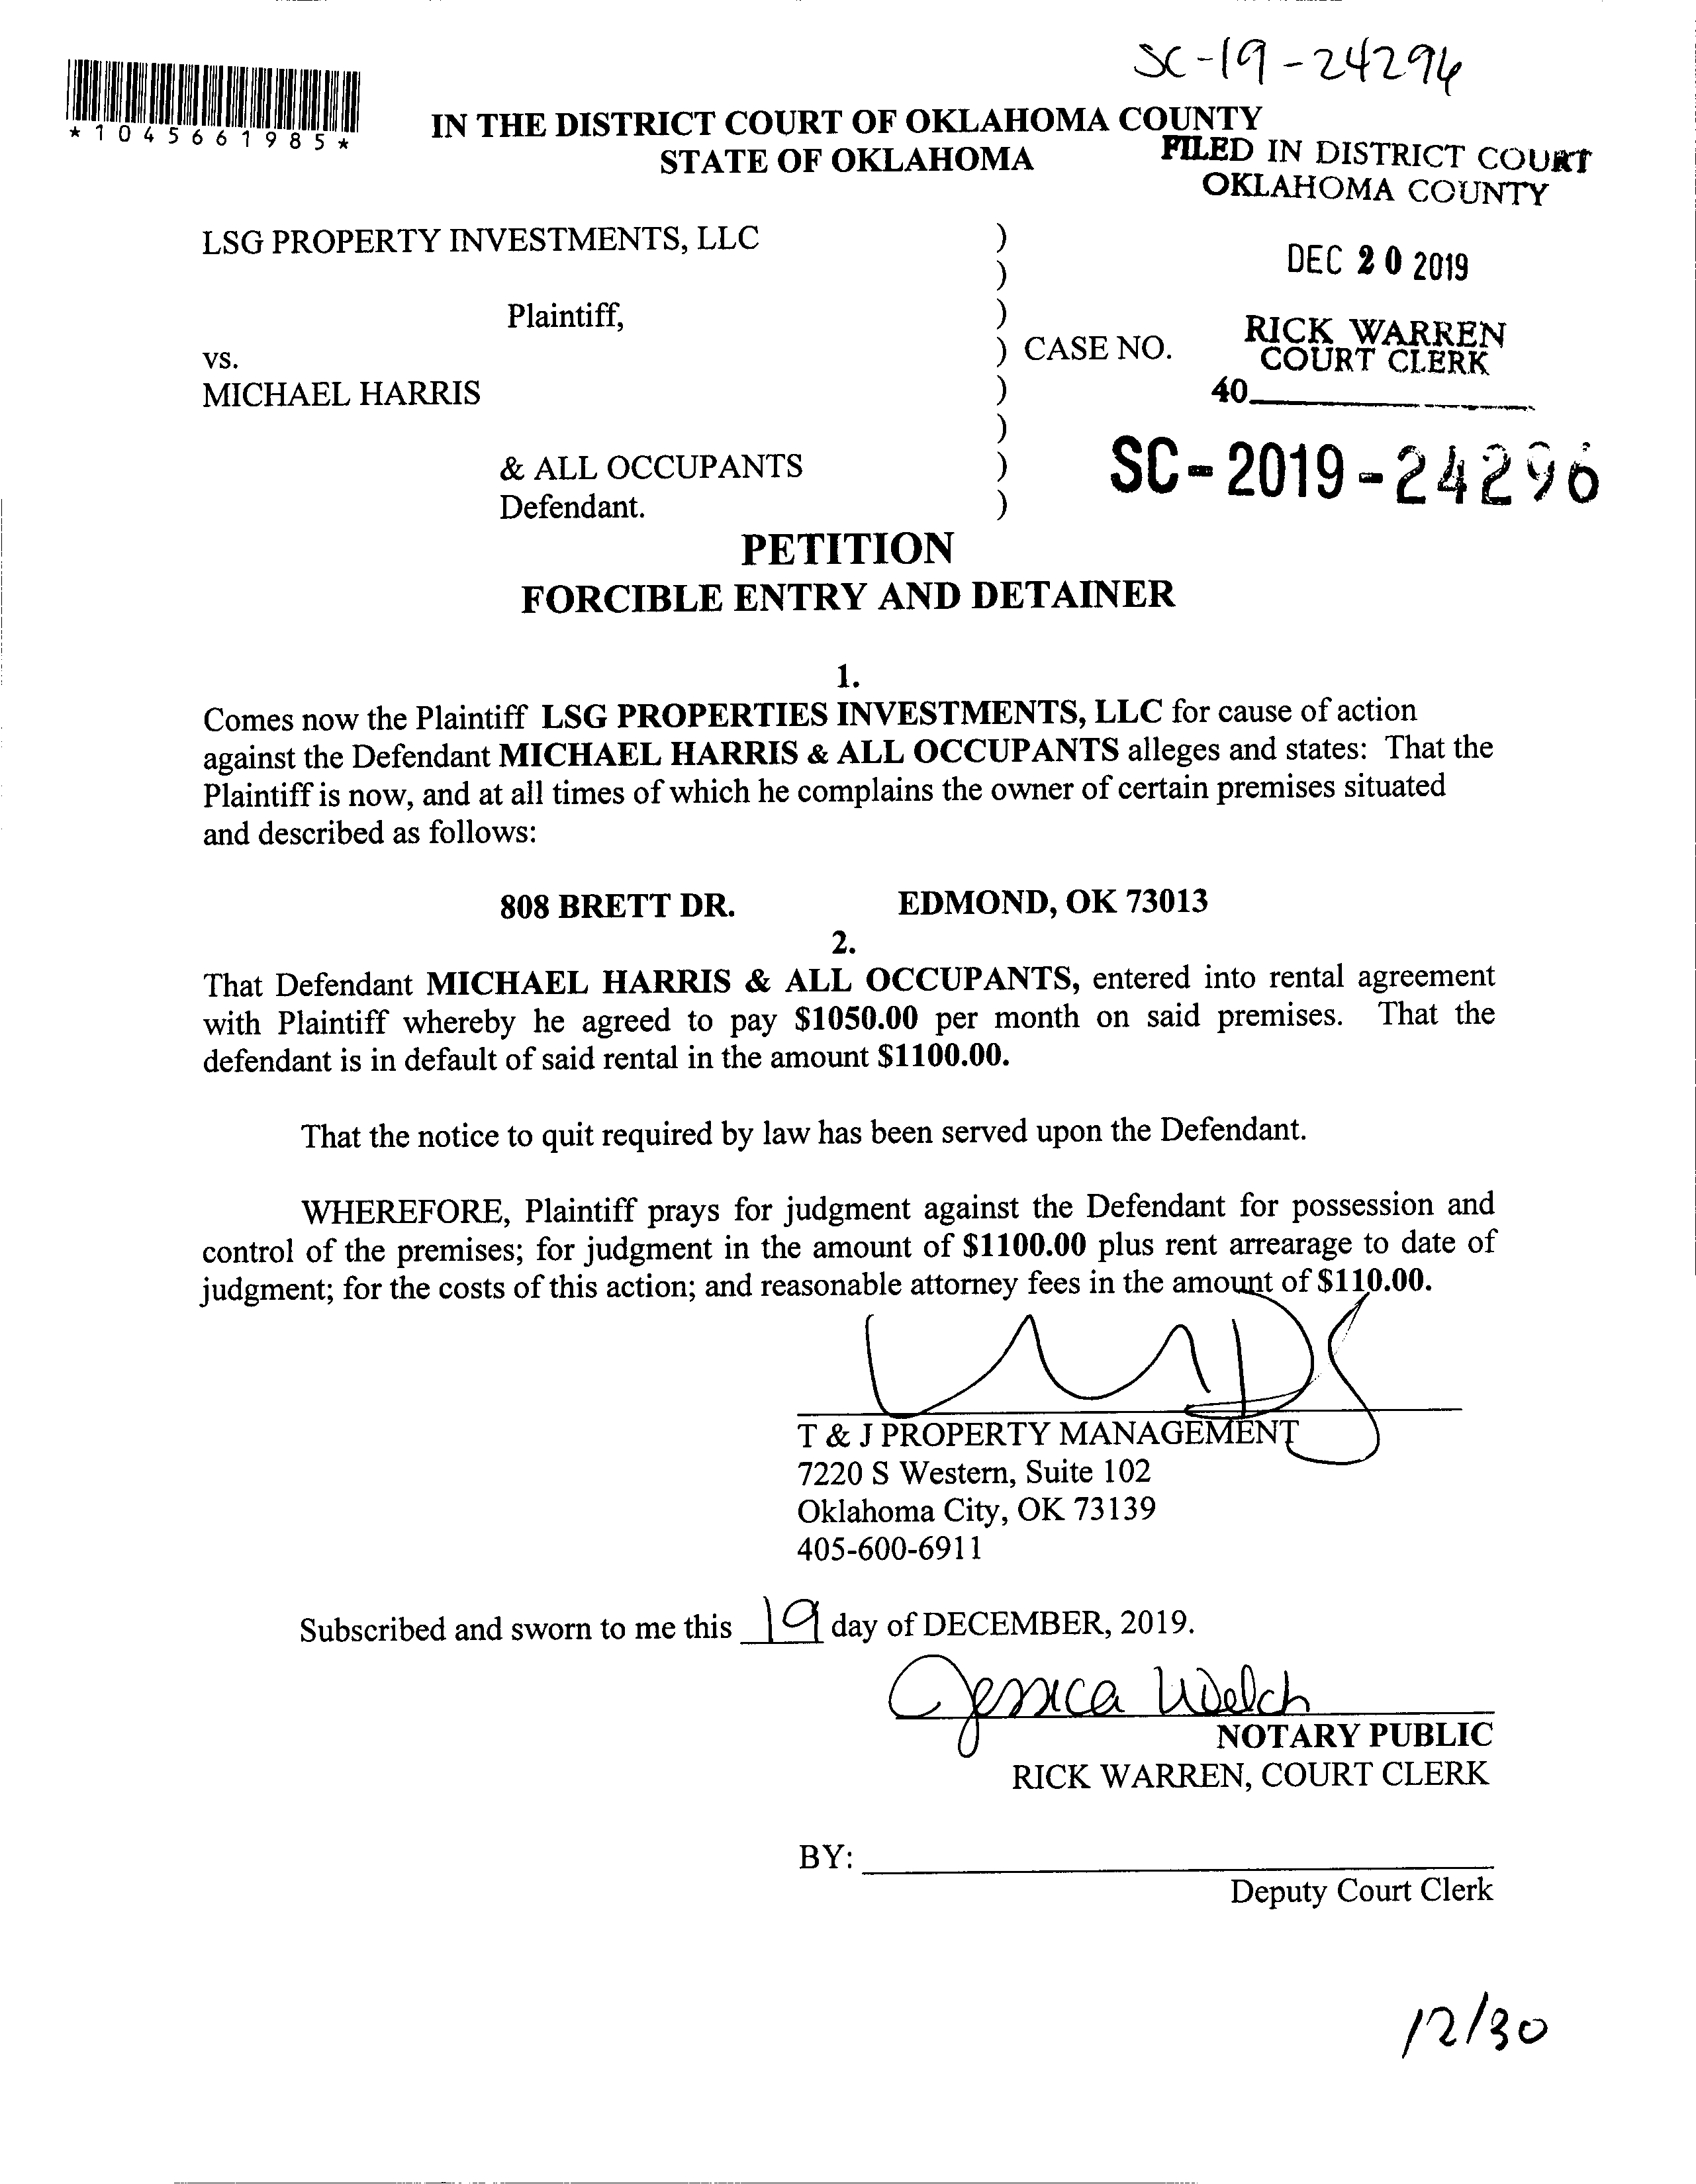 SC-19-24296
*1045661985*
IN THE DISTRICT COURT OF OKLAHOMA COUNTY
STATE OF OKLAHOMA
FILED IN DISTRICT COURT
OKLAHOMA COUNTY
LSG PROPERTY INVESTMENTS, LLC )
)
DEC 20 2019
Plaintiff, )
vs. ) CASE NO.
RICK WARREN
COURT CLERK
MICHAEL HARRIS )
40
)
& ALL OCCUPANTS )
Defendant. )
SC-2019-24296
PETITION
FORCIBLE ENTRY AND DETAINER
1.
Comes now the Plaintiff LSG PROPERTIES INVESTMENTS, LLC for cause of action
against the Defendant MICHAEL HARRIS & ALL OCCUPANTS alleges and states: That the
Plaintiff is now, and at all times of which he complains the owner of certain premises situated
and described as follows:
808 BRETT DR. EDMOND, OK 73013
2.
That Defendant MICHAEL HARRIS & ALL OCCUPANTS, entered into rental agreement
with Plaintiff whereby he agreed to pay $1050.00 per month on said premises. That the
defendant is in default of said rental in the amount $1100.00.
That the notice to quit required by law has been served upon the Defendant.
WHEREFORE, Plaintiff prays for judgment against the Defendant for possession and
control of the premises; for judgment in the amount of $1100.00 plus rent arrearage to date of
judgment; for the costs of this action; and reasonable attorney fees in the amount of $110.00.
T & J PROPERTY MANAGEMENT
7220 S Western, Suite 102
Oklahoma City, OK 73139
405-600-6911
Subscribed and sworn to me this 19 day of DECEMBER, 2019.
Jessica Welch
NOTARY PUBLIC
RICK WARREN, COURT CLERK
BY:
Deputy Court Clerk
12/30